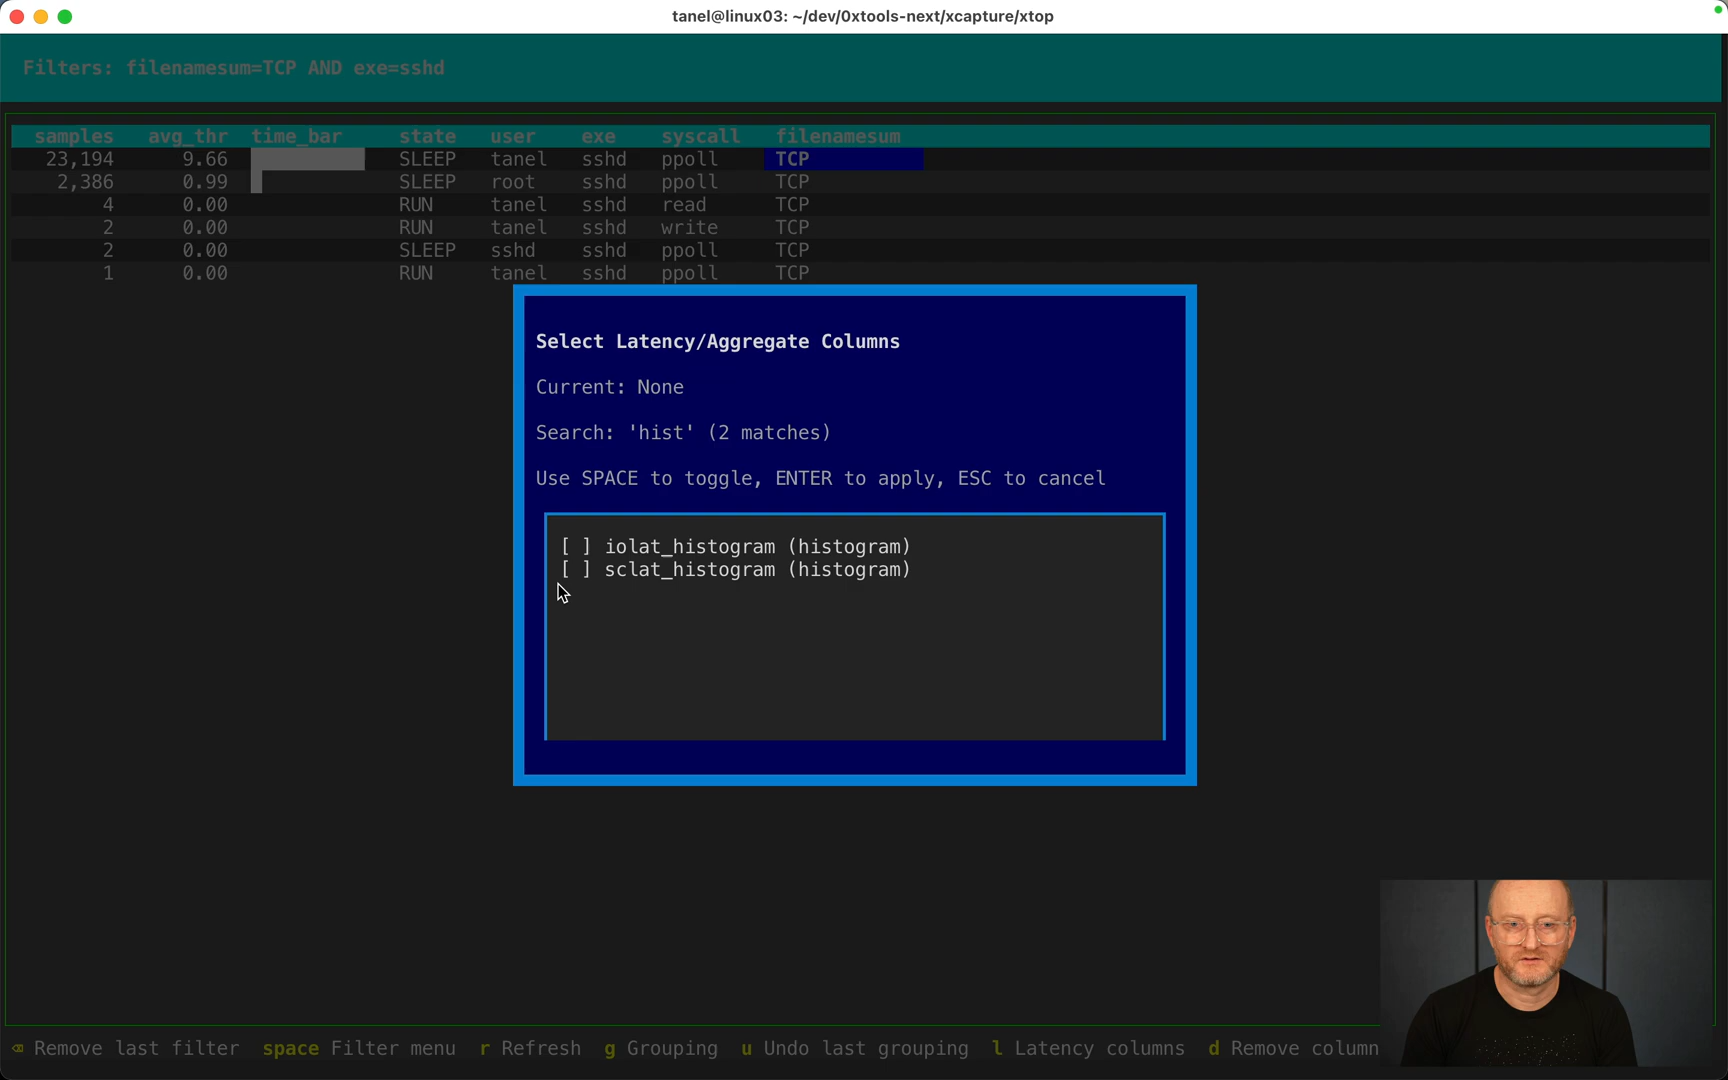 tanel@linux03: ~/dev/0xtools-next/xcapture/xtop
Filters: filenamesum=TCP AND exe=sshd
samples avg_thr time_bar state user exe syscall filenamesum
23,194 9.66 SLEEP tanel sshd ppoll TCP
2,386 0.99 SLEEP root sshd ppoll TCP
4 0.00 RUN tanel sshd read TCP
2 0.00 RUN tanel sshd write TCP
2 0.00 SLEEP sshd sshd ppoll TCP
1 0.00 RUN tanel sshd ppoll TCP
Select Latency/Aggregate Columns
Current: None
Search: 'hist' (2 matches)
Use SPACE to toggle, ENTER to apply, ESC to cancel
[ ] iolat_histogram (histogram)
[ ] sclat_histogram (histogram)
⌫ Remove last filter space Filter menu r Refresh g Grouping u Undo last grouping l Latency columns d Remove column